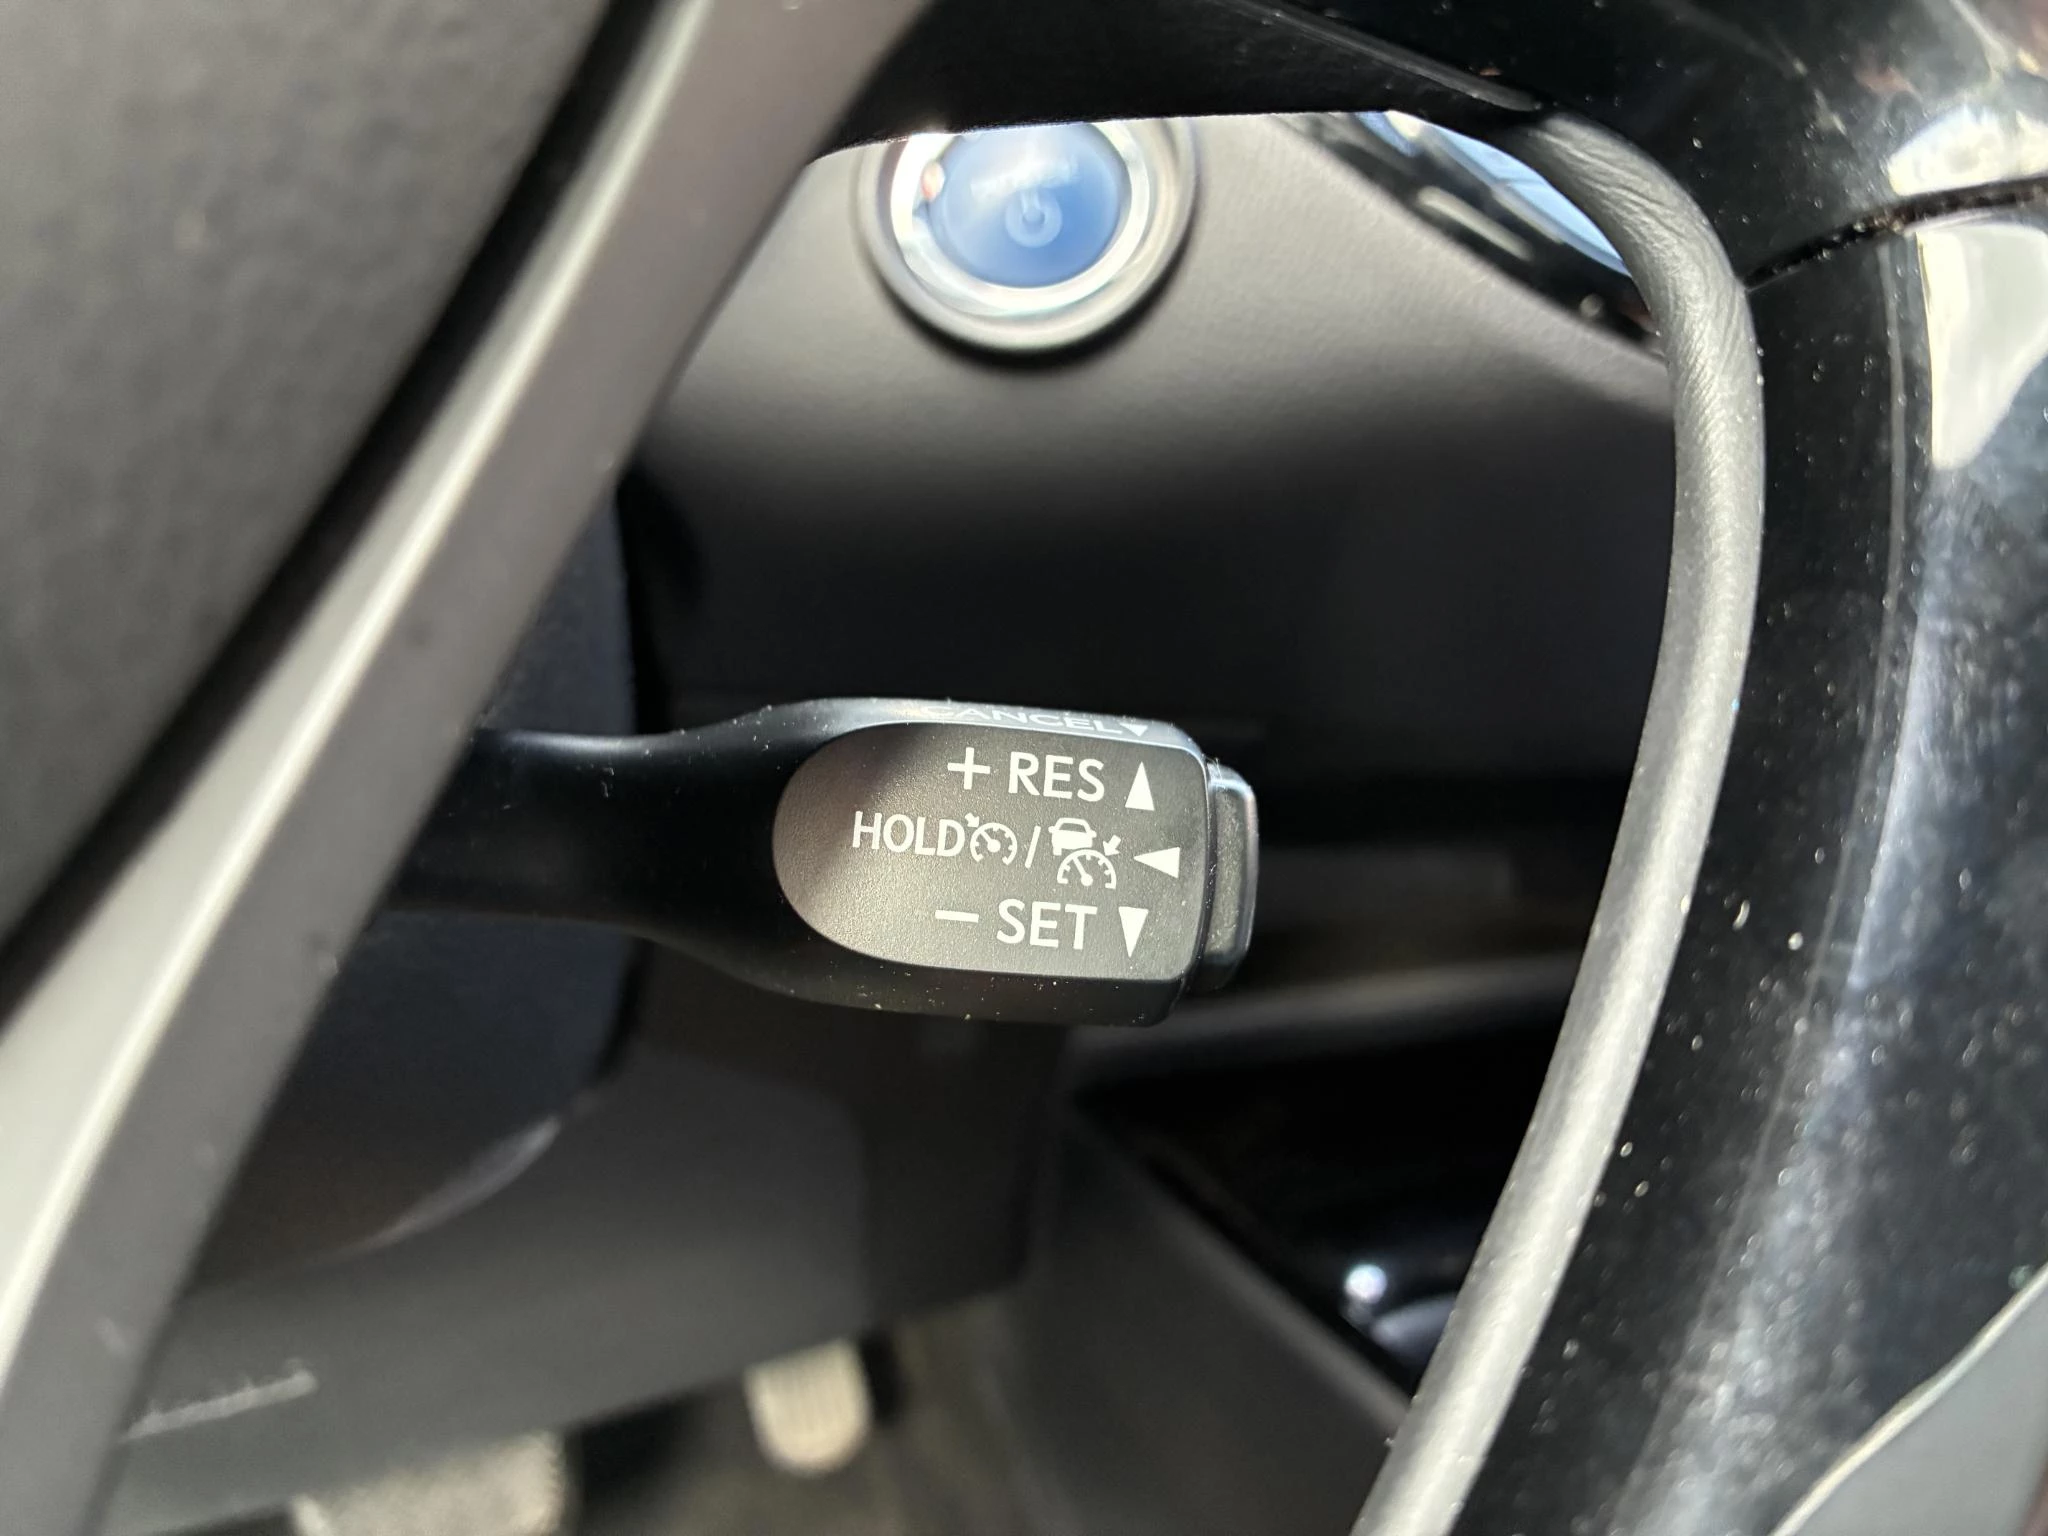 CANCEL▼
+ RES ▲
HOLD / ◀
− SET ▼